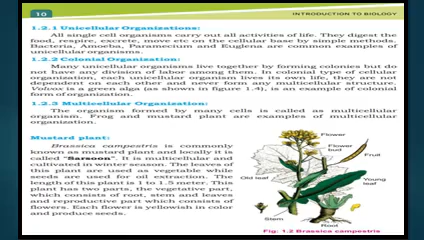 10
INTRODUCTION TO BIOLOGY
1.2.1 Unicellular Organizations:
All single cell organisms carry out all activities of life. They digest the
food, respire, excrete, move etc on the cellular base by simple methods.
Bacteria, Amoeba, Paramecium and Euglena are common examples of
unicellular organisms.
1.2.2 Colonial Organization:
Many unicellular organisms live together by forming colonies but do
not have any division of labor among them. In colonial type of cellular
organization, each unicellular organism lives its own life, they are not
dependent on each other and never form any multicellular structure
Volvox is a green alga (as shown in figure 1.4), is an example of colonial
form of organization.
1.2.3 Multicellular Organisation:
The organism formed by many cells is called as multicellular
organism. Frog and mustard plant are examples of multicellular
organization.
Mustard plant:
Brassica campestris is commonly
known as mustard plant and locally it is
called "Sarsoon". It is multicellular and
cultivated in winter season. The leaves of
this plant are used as vegetable while
seeds are used for oil extraction. The
length of this plant is 1 to 1.5 meter. This
plant has two parts, the vegetative part,
which consists of root, stem and leaves
and reproductive part which consists of
flowers. Each flower is yellowish in color
and produce seeds.
Flower
Flower
bud
Fruit
Old leaf
Young
leaf
Stem
Root
Fig: 1.2 Brassica campestris